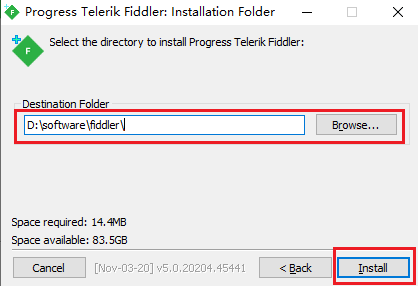 Progress Telerik Fiddler: Installation Folder
F
Select the directory to install Progress Telerik Fiddler:
Destination Folder
D:\software\fiddler\
Browse...
Space required: 14.4MB
Space available: 83.5GB
Cancel
[Nov-03-20] v5.0.20204.45441
< Back
Install